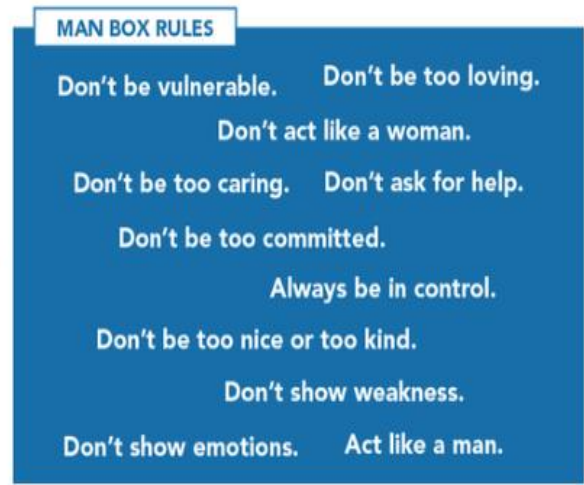 MAN BOX RULES
Don't be vulnerable.
Don't be too loving.
Don't act like a woman.
Don't be too caring.
Don't ask for help.
Don't be too committed.
Always be in control.
Don't be too nice or too kind.
Don't show weakness.
Don't show emotions.
Act like a man.